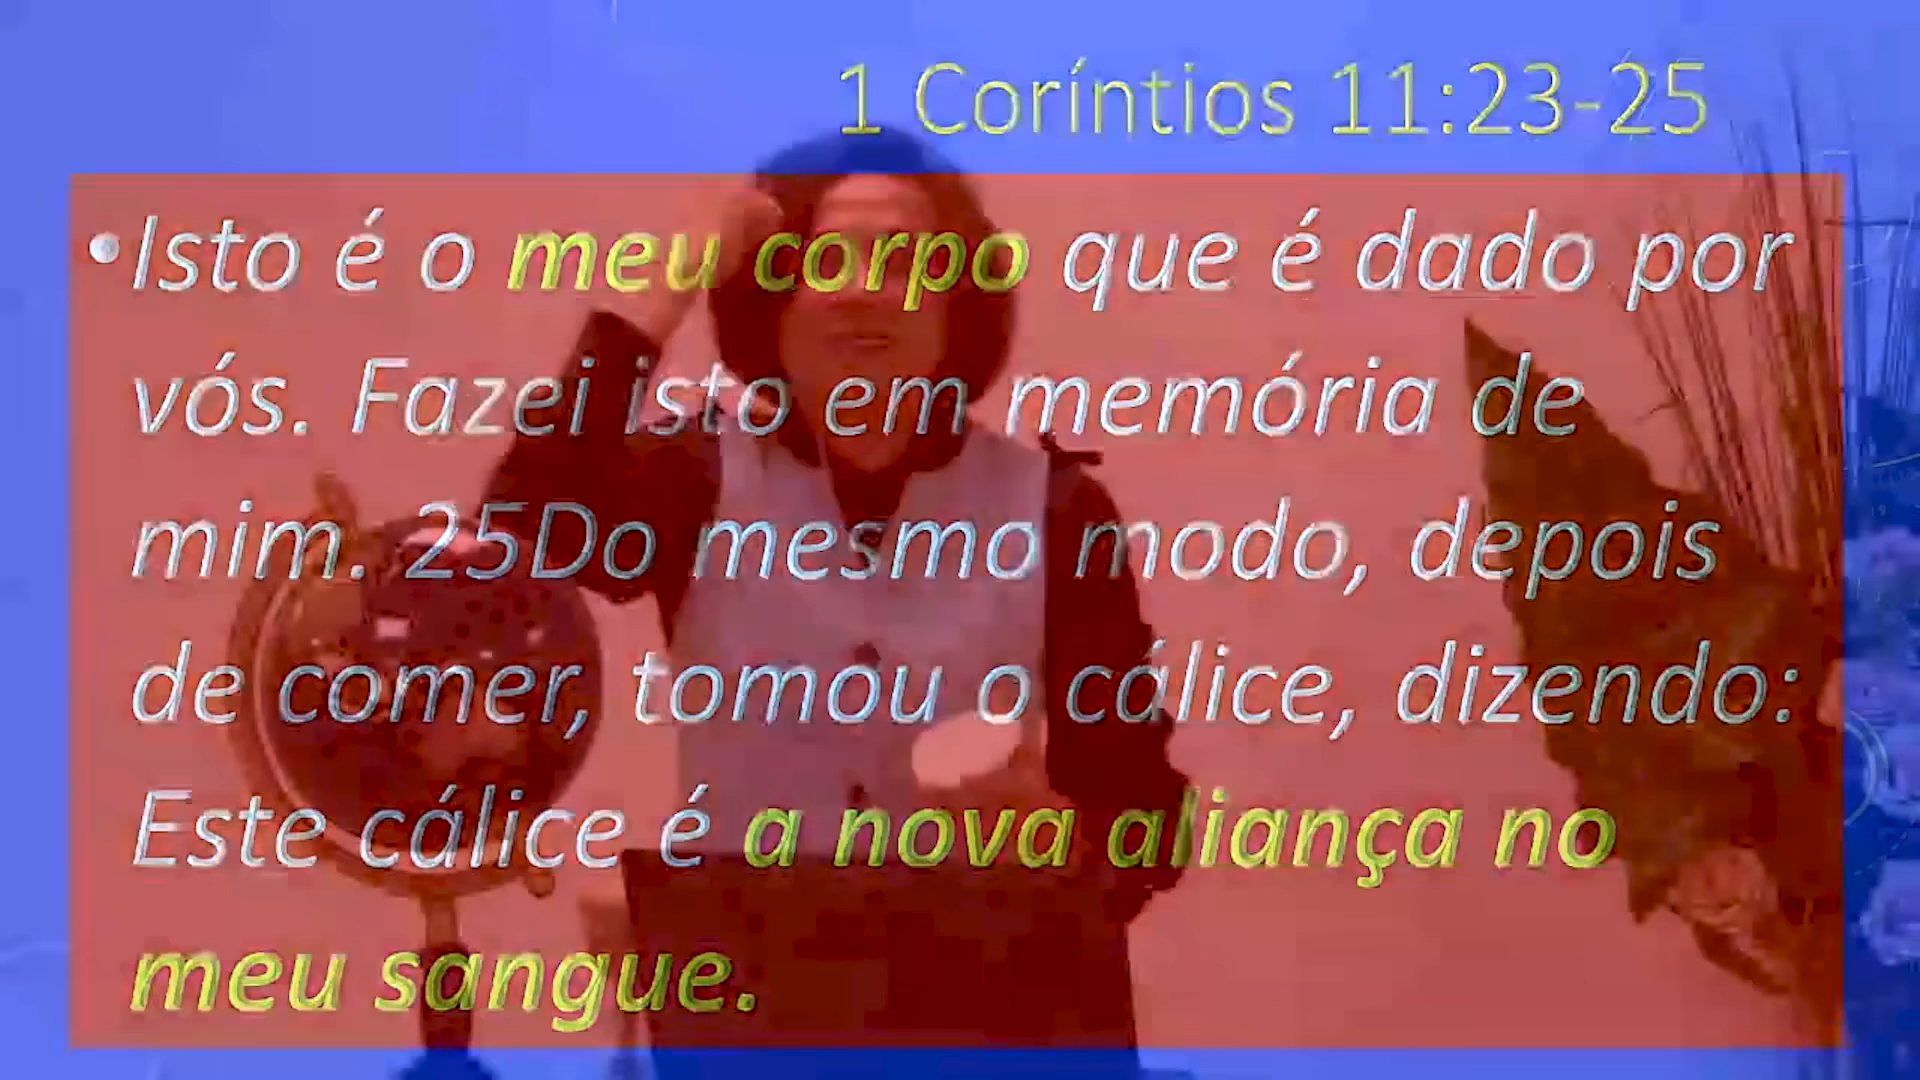 1 Coríntios 11:23-25
•Isto é o meu corpo que é dado por
vós. Fazei isto em memória de
mim. 25Do mesmo modo, depois
de comer, tomou o cálice, dizendo:
Este cálice é a nova aliança no
meu sangue.